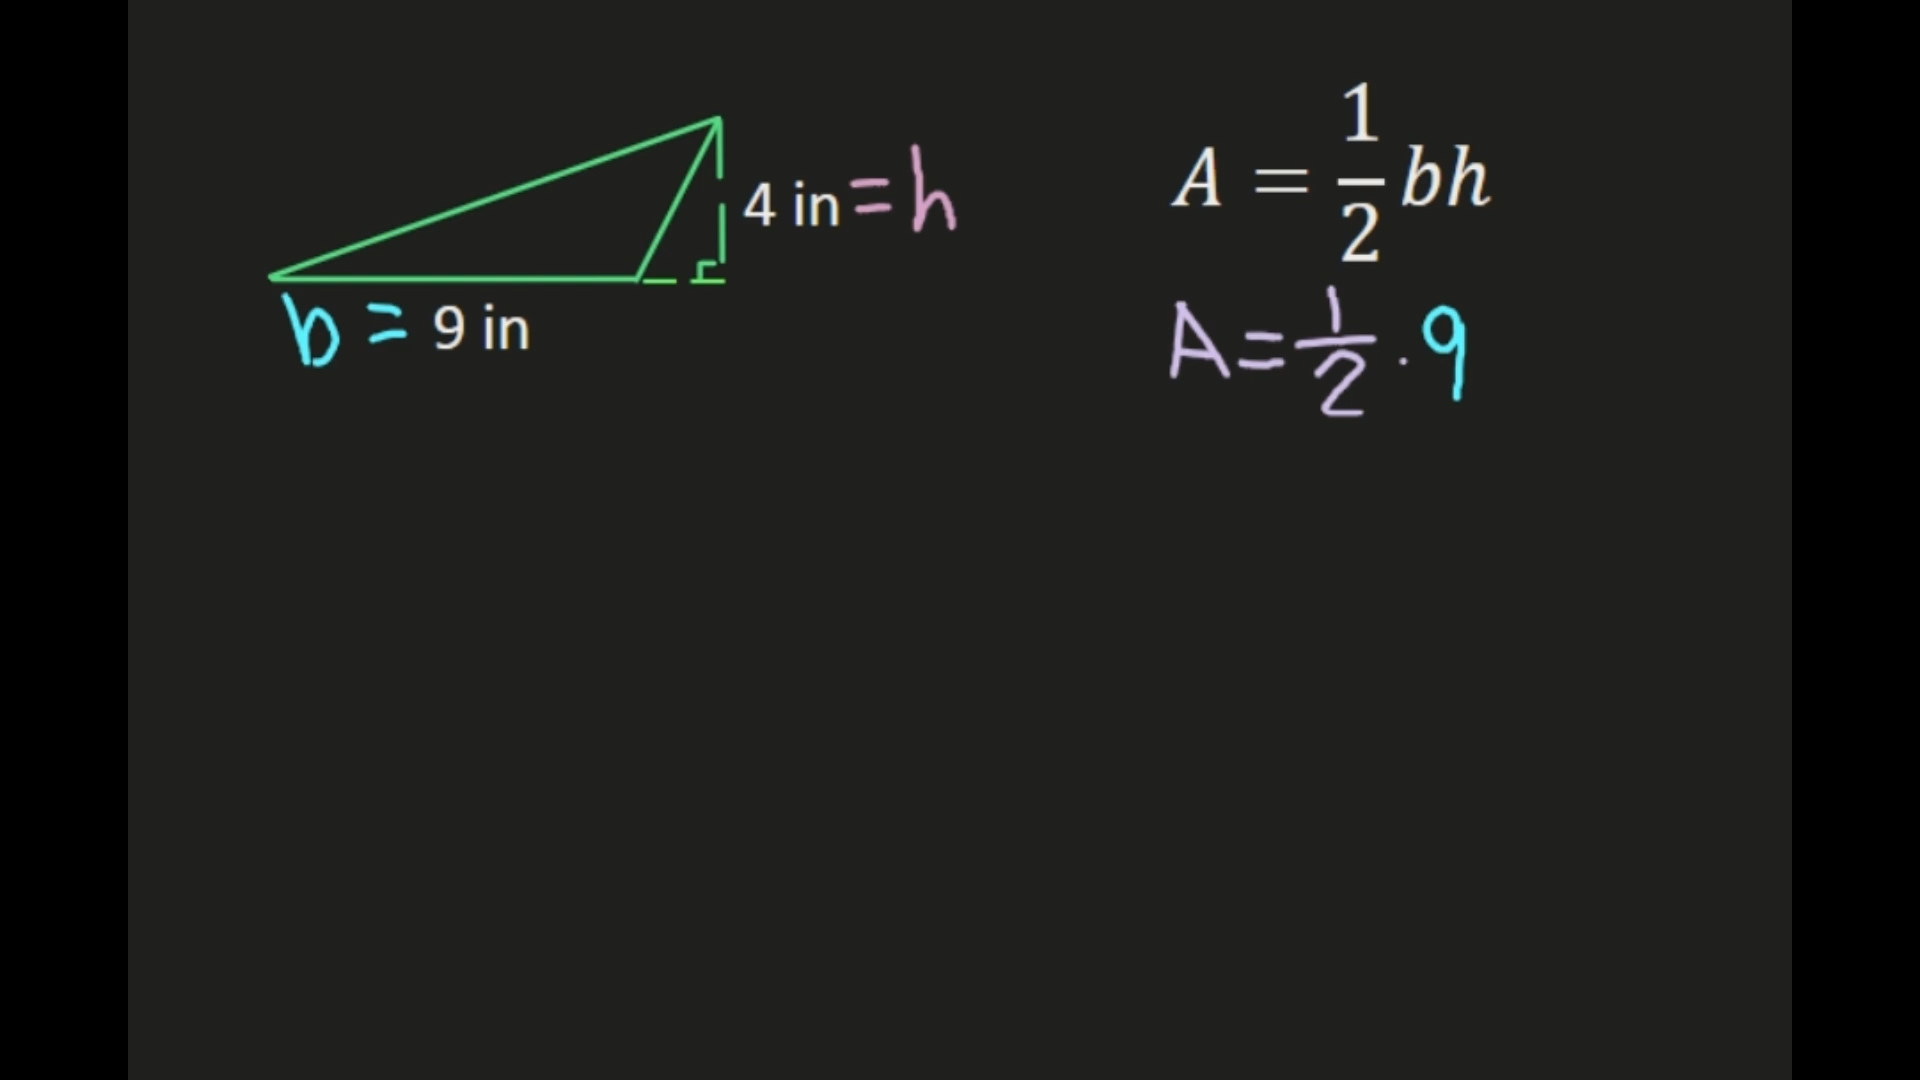 4 in = h
b = 9 in
A = 1/2 bh
A = 1/2 · 9